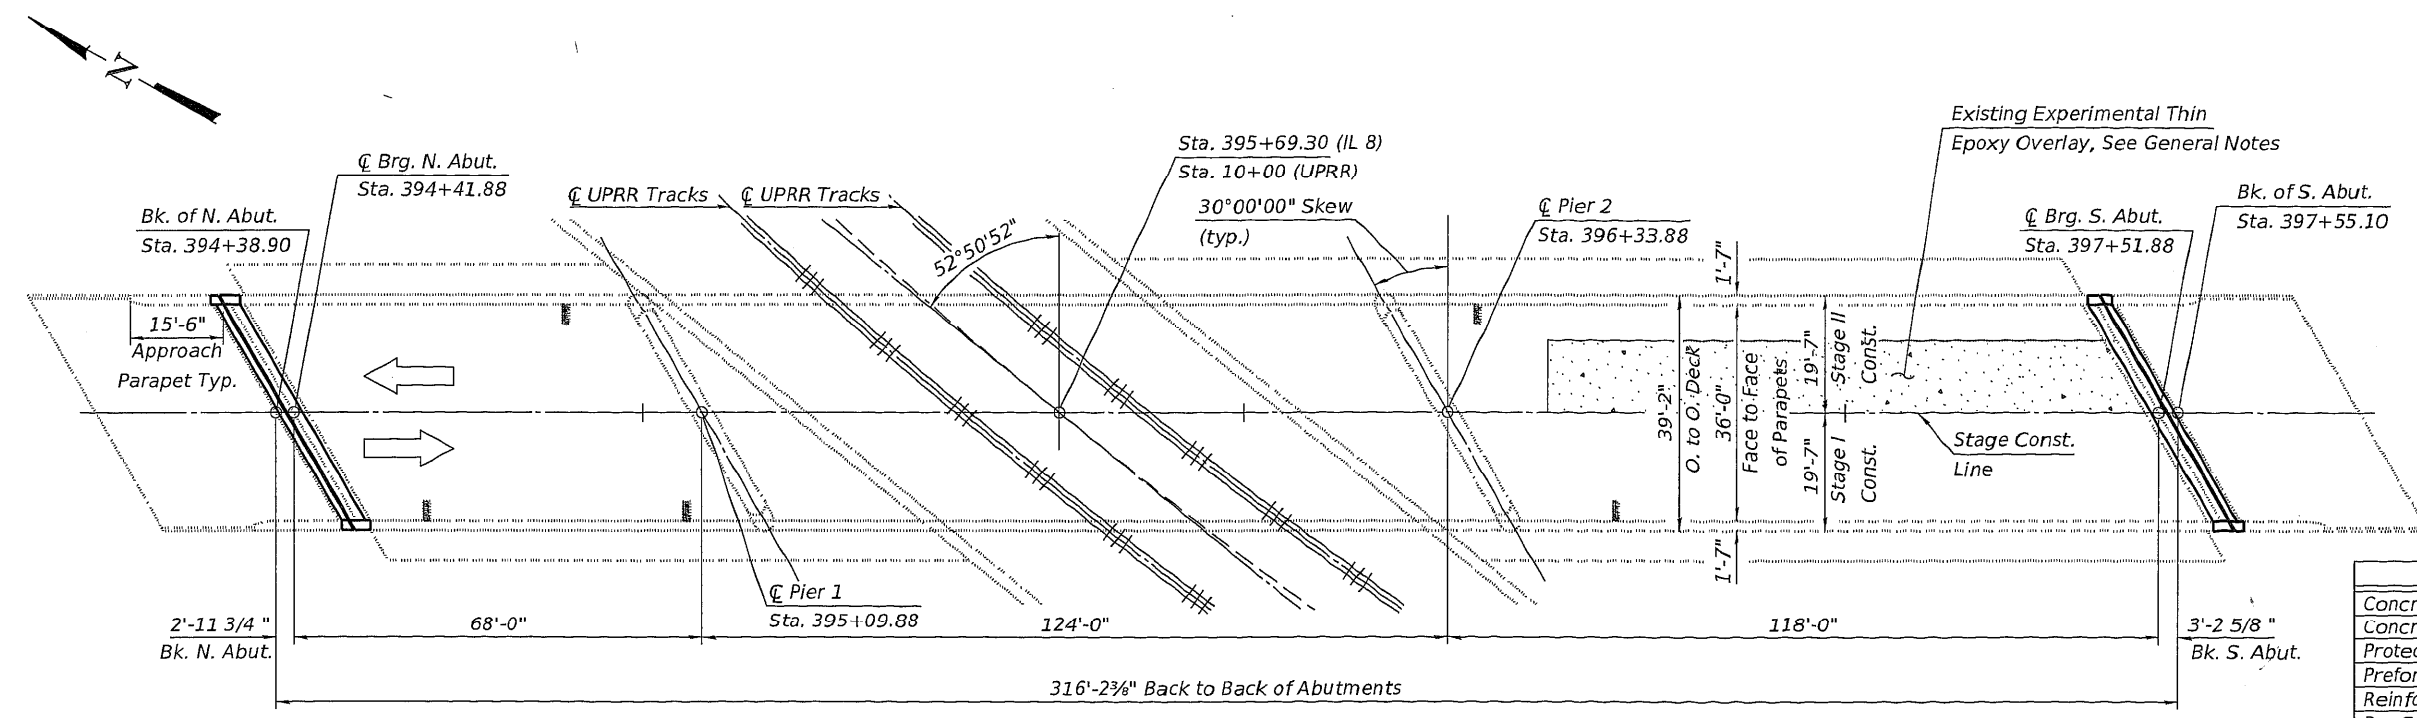 N
Existing Experimental Thin
Epoxy Overlay, See General Notes
Sta. 395+69.30 (IL 8)
Sta. 10+00 (UPRR)
℄ Brg. N. Abut.
Sta. 394+41.88
℄ UPRR Tracks
℄ UPRR Tracks
30°00'00" Skew
(typ.)
℄ Pier 2
Sta. 396+33.88
Bk. of S. Abut.
Sta. 397+55.10
Bk. of N. Abut.
Sta. 394+38.90
℄ Brg. S. Abut.
Sta. 397+51.88
52°50'52"
1'-7"
15'-6"
Approach
Parapet Typ.
39'-2"
O. to O. Deck
36'-0"
Face to Face
of Parapets
19'-7"
Stage II
Const.
19'-7"
Stage I
Const.
Stage Const.
Line
1'-7"
℄ Pier 1
Sta. 395+09.88
2'-11 3/4 "
Bk. N. Abut.
68'-0"
124'-0"
118'-0"
3'-2 5/8 "
Bk. S. Abut.
316'-2⅜" Back to Back of Abutments
Concr
Concr
Protec
Prefor
Reinfo